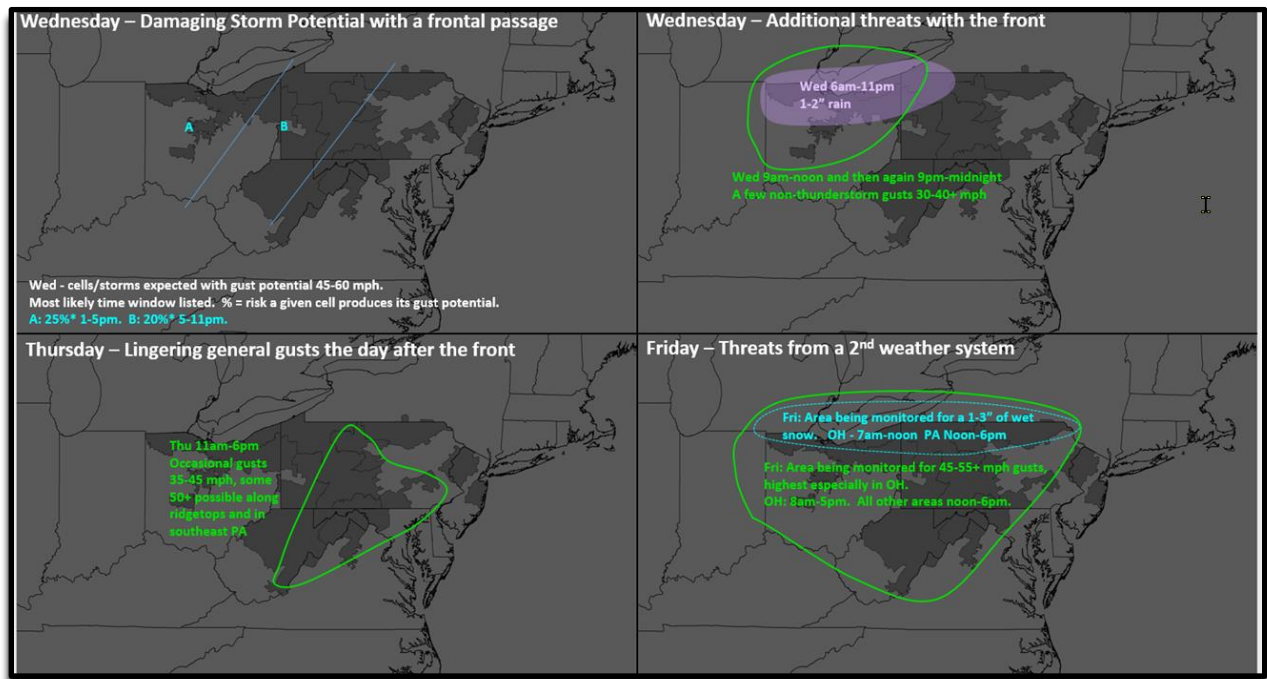 Wednesday – Damaging Storm Potential with a frontal passage
A
B
Wed - cells/storms expected with gust potential 45-60 mph.
Most likely time window listed. % = risk a given cell produces its gust potential.
A: 25%* 1-5pm. B: 20%* 5-11pm.
Wednesday – Additional threats with the front
Wed 6am-11pm
1-2” rain
Wed 9am-noon and then again 9pm-midnight
A few non-thunderstorm gusts 30-40+ mph
Thursday – Lingering general gusts the day after the front
Thu 11am-6pm
Occasional gusts
35-45 mph, some
50+ possible along
ridgetops and in
southeast PA
Friday – Threats from a 2nd weather system
Fri: Area being monitored for a 1-3” of wet
snow. OH - 7am-noon PA Noon-6pm
Fri: Area being monitored for 45-55+ mph gusts,
highest especially in OH.
OH: 8am-5pm. All other areas noon-6pm.